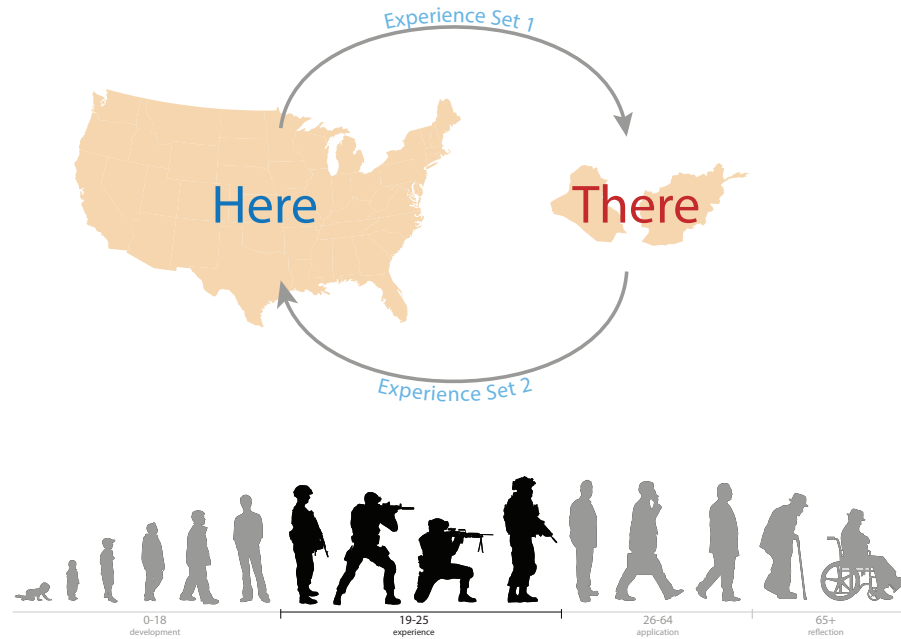 Experience Set 1
Here
There
Experience Set 2
0-18
development
19-25
experience
26-64
application
65+
reflection